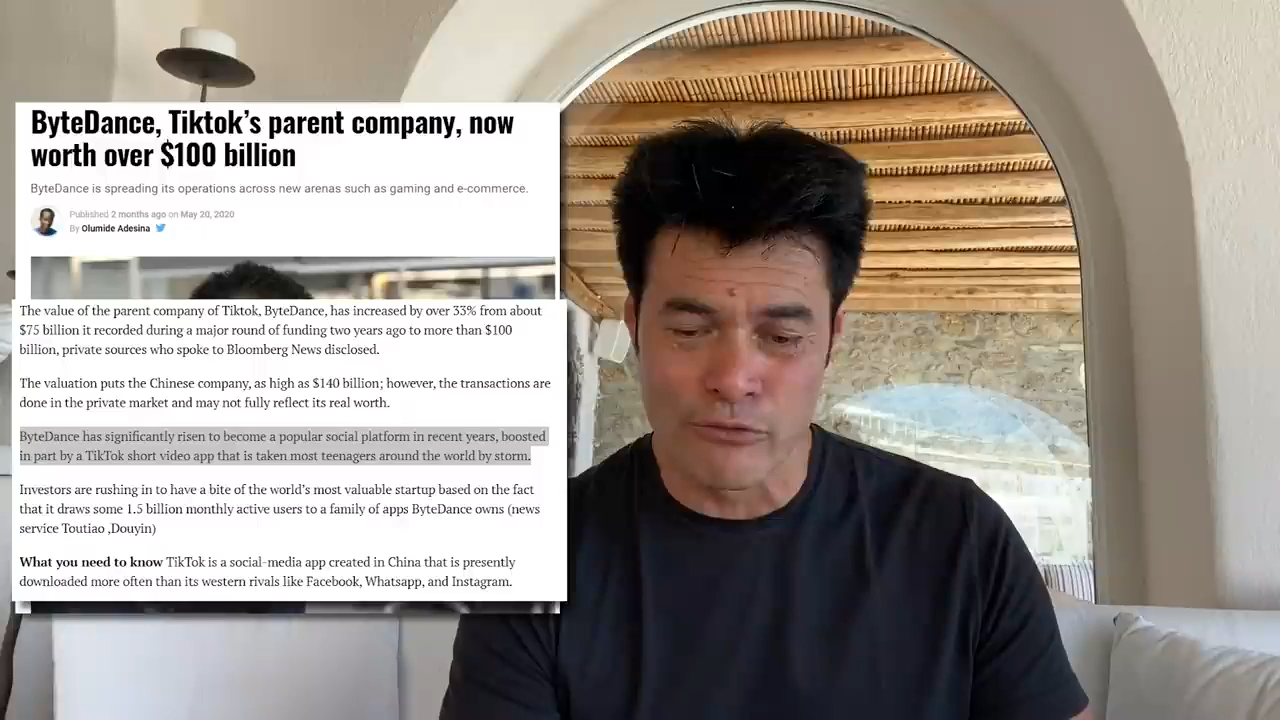 ByteDance, Tiktok's parent company, now
worth over $100 billion
ByteDance is spreading its operations across new arenas such as gaming and e-commerce.
Published 2 months ago on May 20, 2020
By Olumide Adesina
The value of the parent company of Tiktok, ByteDance, has increased by over 33% from about
$75 billion it recorded during a major round of funding two years ago to more than $100
billion, private sources who spoke to Bloomberg News disclosed.
The valuation puts the Chinese company, as high as $140 billion; however, the transactions are
done in the private market and may not fully reflect its real worth.
ByteDance has significantly risen to become a popular social platform in recent years, boosted
in part by a TikTok short video app that is taken most teenagers around the world by storm.
Investors are rushing in to have a bite of the world's most valuable startup based on the fact
that it draws some 1.5 billion monthly active users to a family of apps ByteDance owns (news
service Toutiao ,Douyin)
What you need to know TikTok is a social-media app created in China that is presently
downloaded more often than its western rivals like Facebook, Whatsapp, and Instagram.